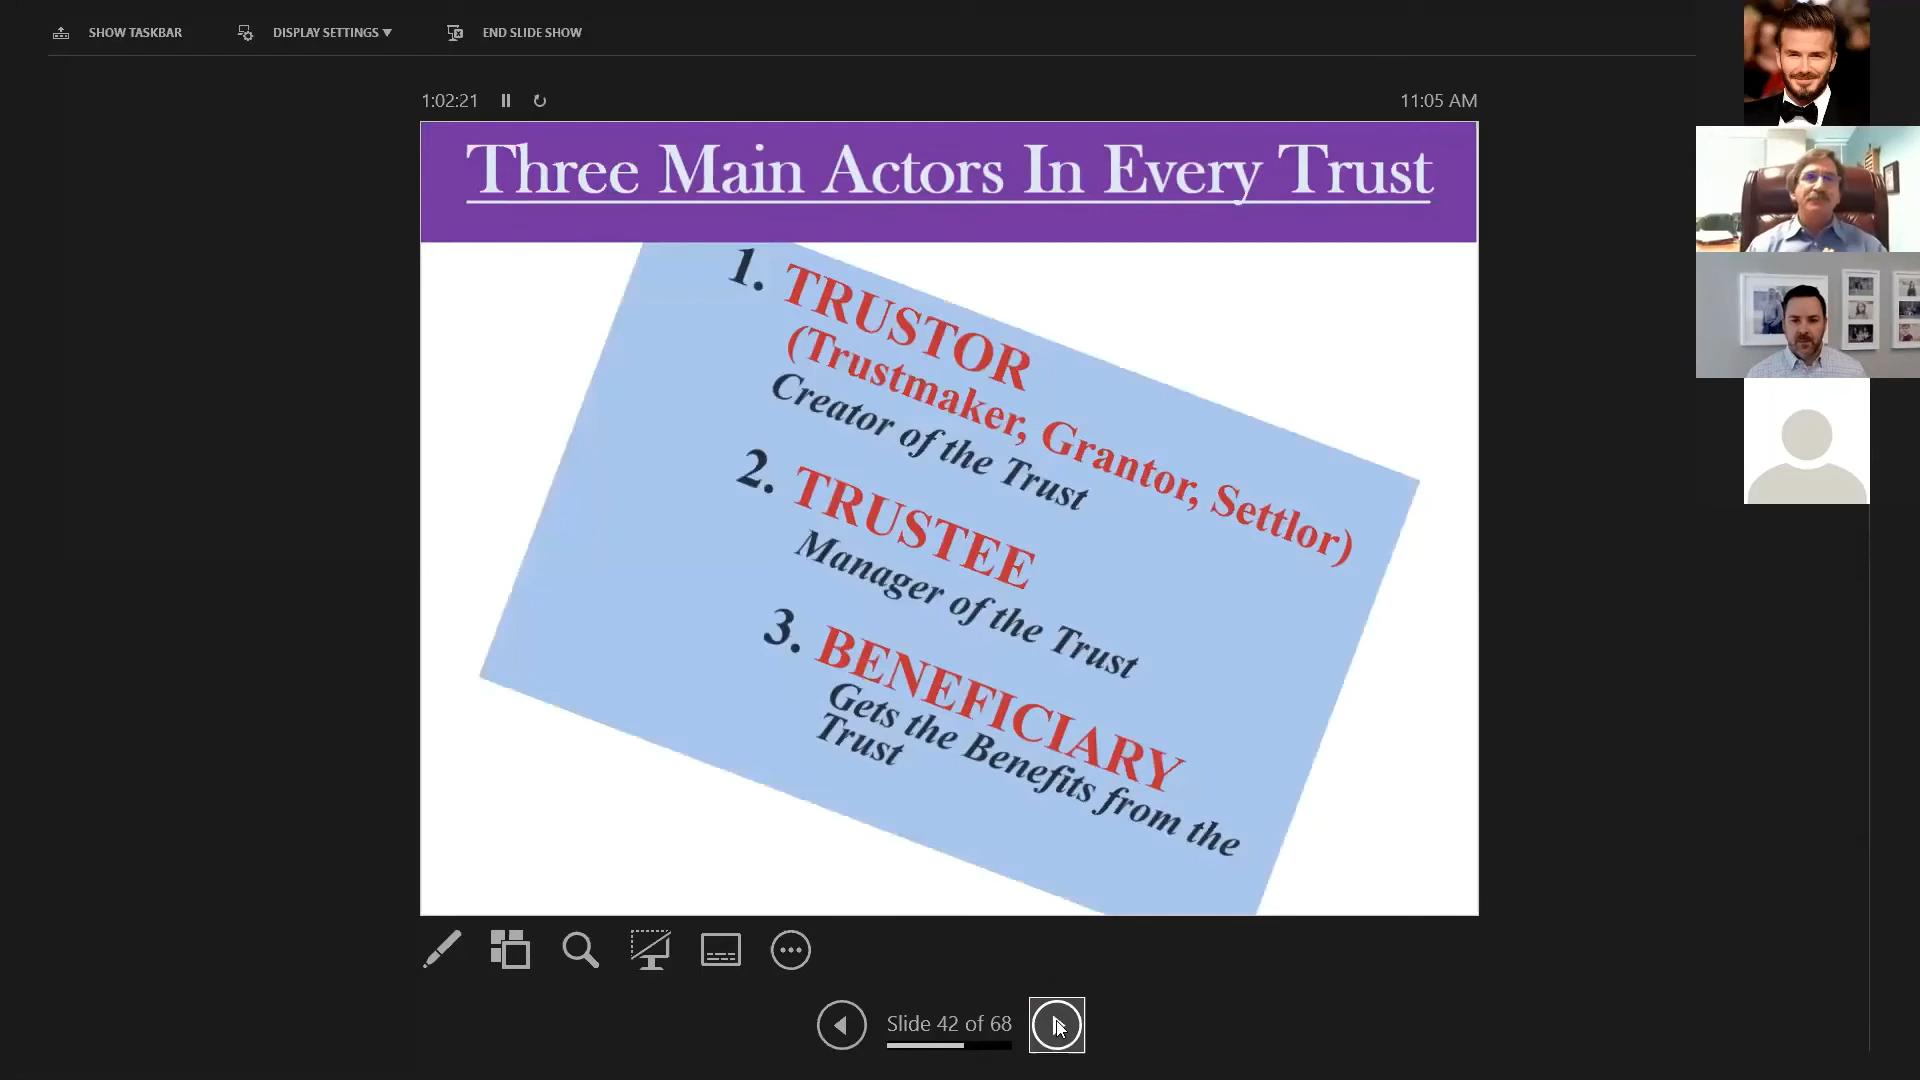 SHOW TASKBAR
DISPLAY SETTINGS ▼
END SLIDE SHOW
1:02:21
11:05 AM
Three Main Actors In Every Trust
1. TRUSTOR
(Trustmaker, Grantor, Settlor)
Creator of the Trust
2. TRUSTEE
Manager of the Trust
3. BENEFICIARY
Gets the Benefits from the
Trust
Slide 42 of 68